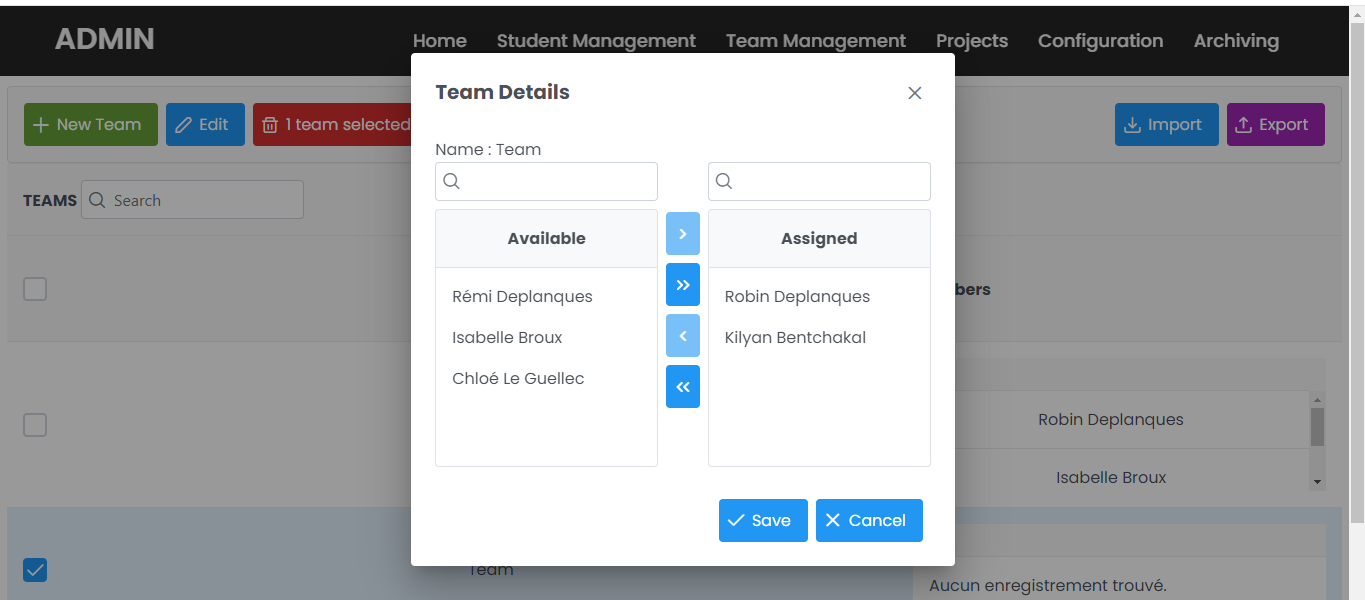 ADMIN
Home Student Management Team Management Projects Configuration Archiving
New Team Edit 1 team selected Import Export
Team Details
Name : Team
TEAMS Search
Available Assigned
bers
Rémi Deplanques Robin Deplanques
Isabelle Broux Kilyan Bentchakal
Chloé Le Guellec
Robin Deplanques
Isabelle Broux
Save Cancel
Team
Aucun enregistrement trouvé.